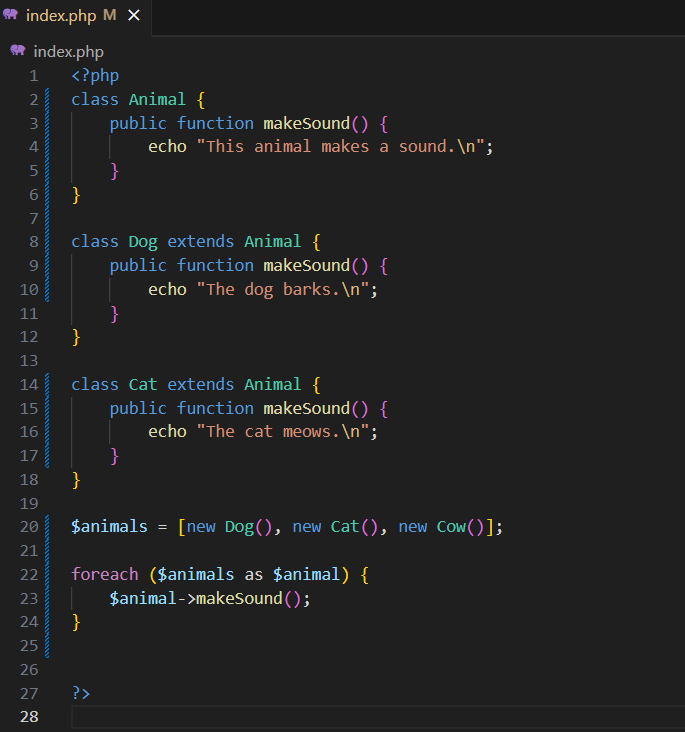 index.php M ×
index.php
1 <?php
2 class Animal {
3     public function makeSound() {
4         echo "This animal makes a sound.\n";
5     }
6 }
7
8 class Dog extends Animal {
9     public function makeSound() {
10         echo "The dog barks.\n";
11     }
12 }
13
14 class Cat extends Animal {
15     public function makeSound() {
16         echo "The cat meows.\n";
17     }
18 }
19
20 $animals = [new Dog(), new Cat(), new Cow()];
21
22 foreach ($animals as $animal) {
23     $animal->makeSound();
24 }
25
26
27 ?>
28